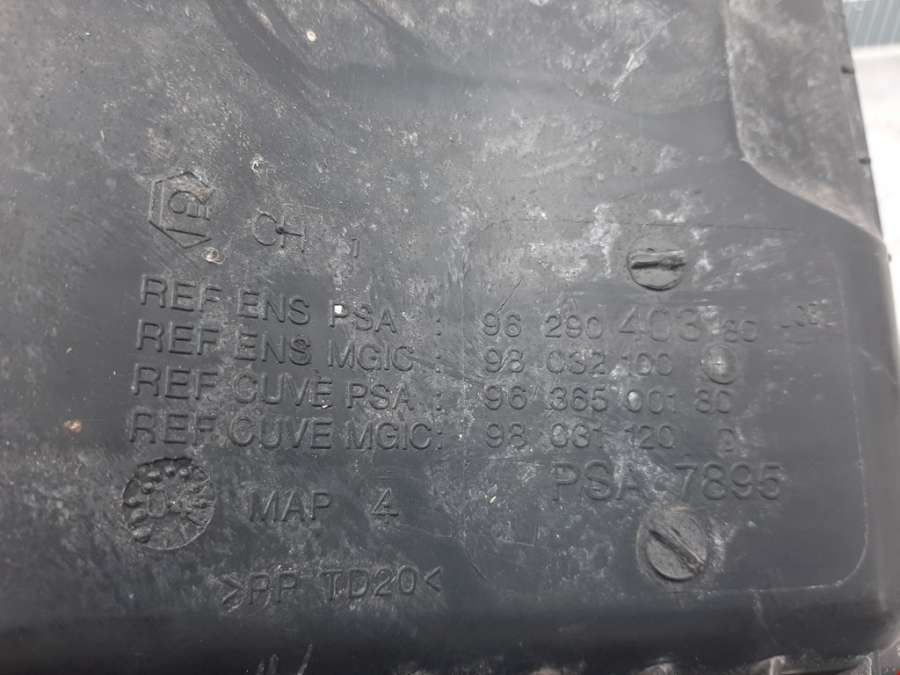 CH 1
REF ENS PSA : 96 290 403 80
REF ENS MGIC : 98 032 100
REF CUVE PSA : 96 365 001 80
REF CUVE MGIC: 98 031 120
PSA 7895
MAP 4
>PP TD20<